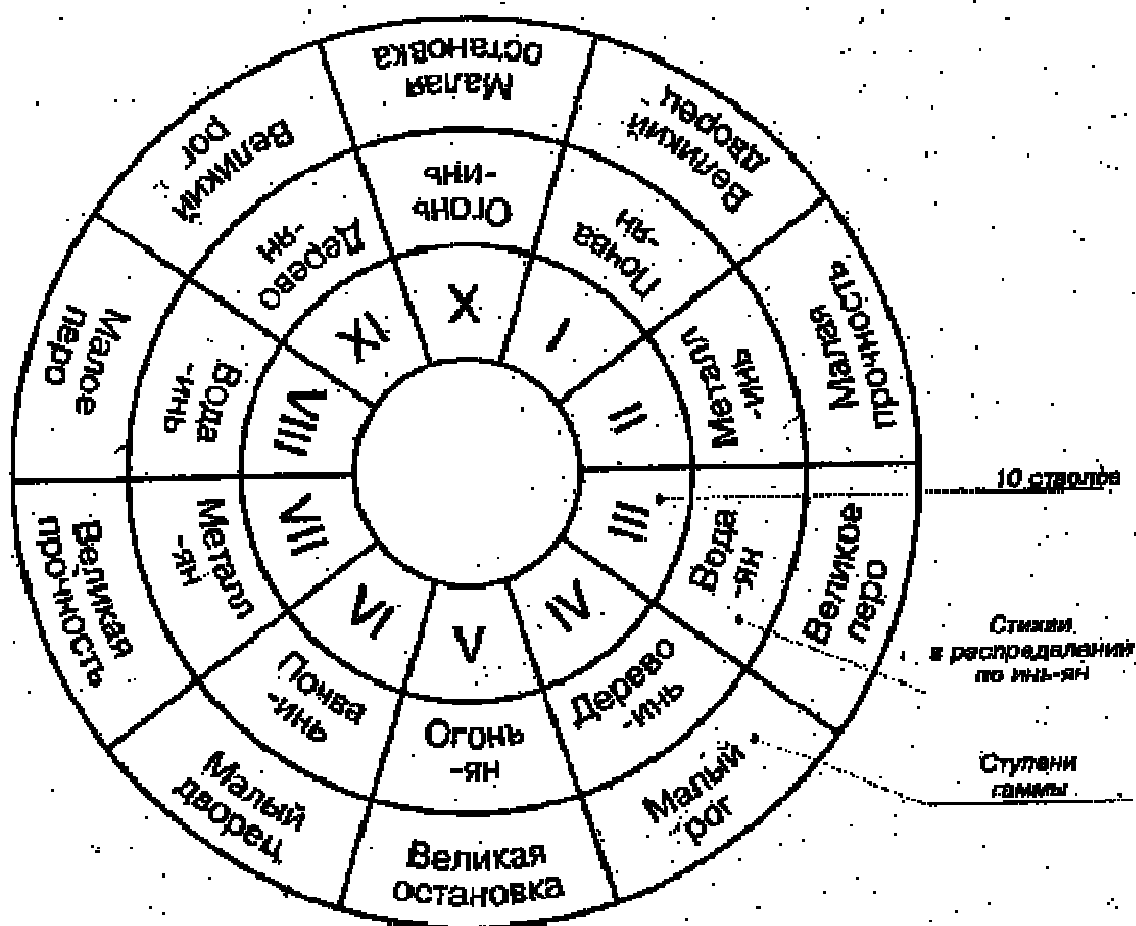 Великий
дворец
Почва
-ян
I
Малая
прочность
Металл
-инь
II
Великое
перо
Вода
-ян
III
Малый
рог
Дерево
-инь
IV
Великая
остановка
Огонь
-ян
V
Малый
дворец
Почва
-инь
VI
Великая
прочность
Металл
-ян
VII
Малое
перо
Вода
-инь
VIII
Великий
рог
Дерево
-ян
IX
Малая
остановка
Огонь
-инь
X
10 стволов
Стихии
в распределении
по инь-ян
Ступени
гаммы